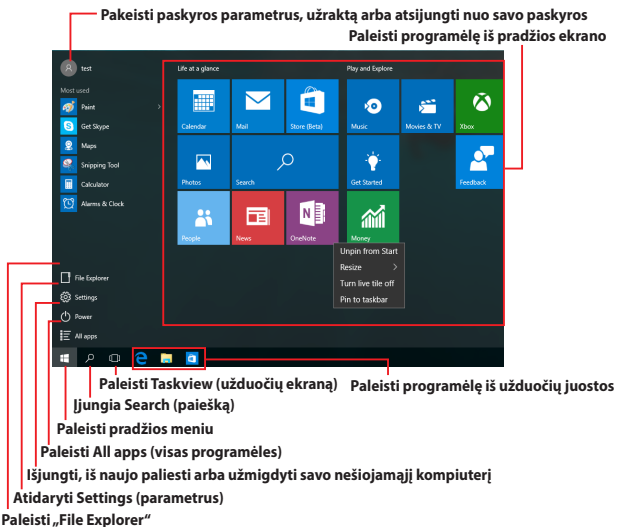 Pakeisti paskyros parametrus, užraktą arba atsijungti nuo savo paskyros
Paleisti programėlę iš pradžios ekrano
test
Life at a glance
Play and Explore
Most used
Paint
Get Skype
Maps
Snipping Tool
Calculator
Alarms & Clock
Calendar
Mail
Store (Beta)
Music
Movies & TV
Xbox
Photos
Search
Get Started
Feedback
People
News
OneNote
Money
Unpin from Start
Resize
Turn live tile off
Pin to taskbar
File Explorer
Settings
Power
All apps
Paleisti Taskview (užduočių ekraną)
Paleisti programėlę iš užduočių juostos
Įjungia Search (paiešką)
Paleisti pradžios meniu
Paleisti All apps (visas programėles)
Išjungti, iš naujo paliesti arba užmigdyti savo nešiojamąjį kompiuterį
Atidaryti Settings (parametrus)
Paleisti „File Explorer“